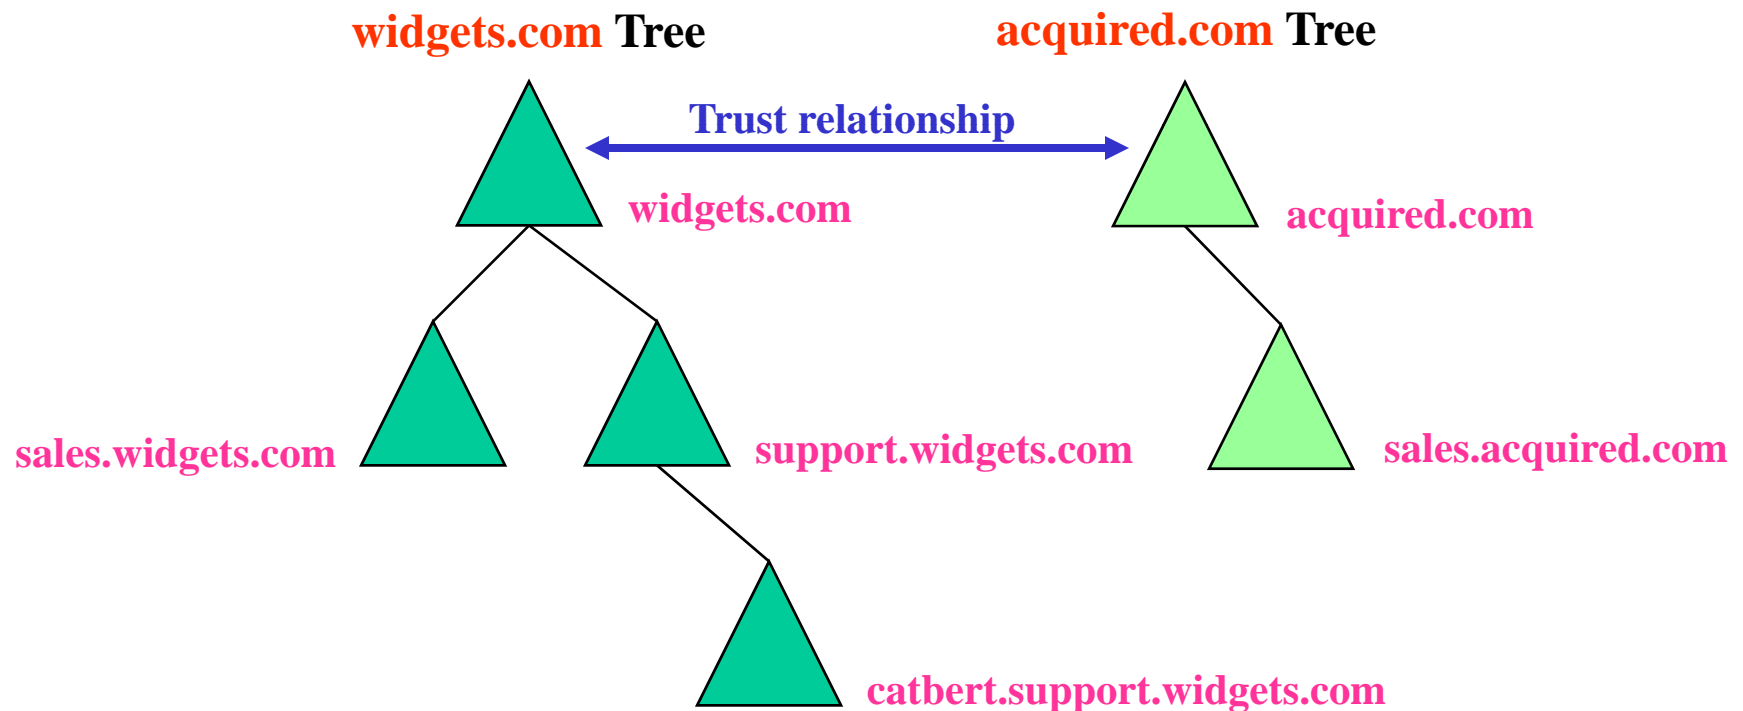 widgets.com Tree
acquired.com Tree
Trust relationship
widgets.com
acquired.com
sales.widgets.com
support.widgets.com
sales.acquired.com
catbert.support.widgets.com